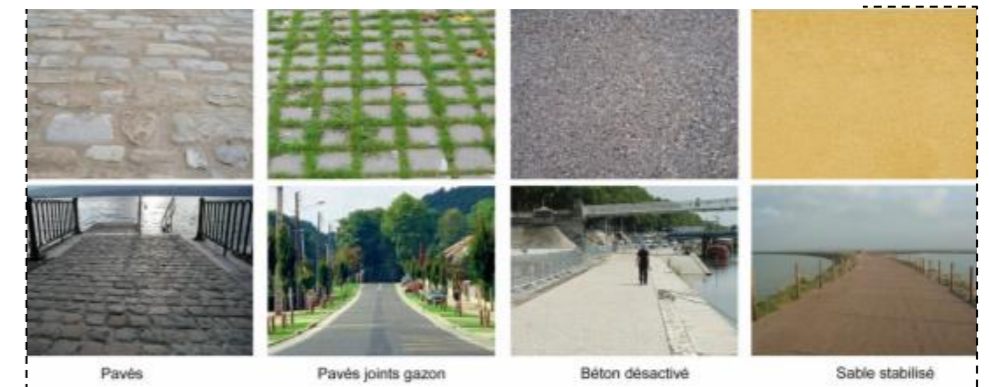 Pavés
Pavés joints gazon
Béton désactivé
Sable stabilisé